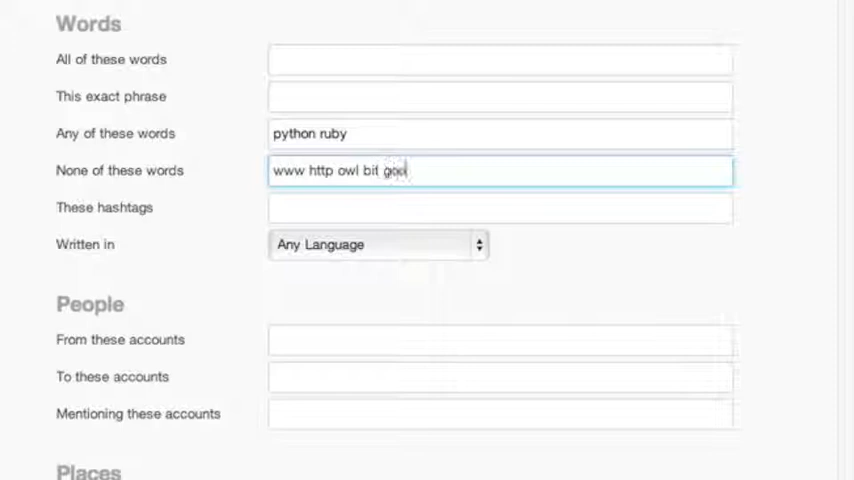 Words
All of these words
This exact phrase
Any of these words
python ruby
None of these words
www http owl bit goo
These hashtags
Written in
Any Language
People
From these accounts
To these accounts
Mentioning these accounts
Places